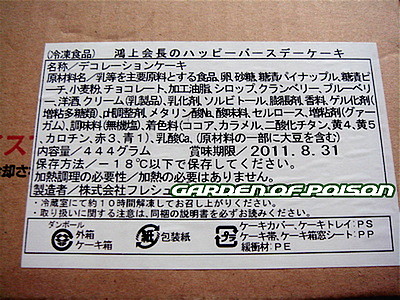 (冷凍食品) 鴻上会長のハッピーバースデーケーキ
名称／デコレーションケーキ
原材料名／乳等を主要原料とする食品、卵、砂糖、糖漬パイナップル、糖漬ピ
ーチ、小麦粉、チョコレート、加工油脂、シロップ、クランベリー、ブルーベリ
ー、洋酒、クリーム(乳製品)、乳化剤、ソルビトール、膨脹剤、香料、ゲル化剤(
増粘多糖類)、pH調整剤、メタリン酸Na、酸味料、セルロース、増粘剤(グァー
ガム)、調味料(無機塩)、着色料(ココア、カラメル、二酸化チタン、黄4、黄5、
カロチン、赤3、青1)、乳酸Ca、(原材料の一部に大豆を含む)
内容量／444グラム 賞味期限／2011.8.31
保存方法／－18℃以下で保存してください。
加熱調理の必要性／加熱の必要はありません。
製造者／株式会社フレシュ
GARDEN OF POISON
・冷蔵室にて約10時間解凍してお召し上がり下さい。
・取り扱いに関するご注意は、同梱の説明書を必ずお読み下さい。
ダンボール
外箱
ケーキ箱
紙
包装紙
プラ
ケーキカバー、ケーキトレイ:PS
ケーキ帯、ケーキ箱窓シート:PP
緩衝材:PE
イズ
冷却さ